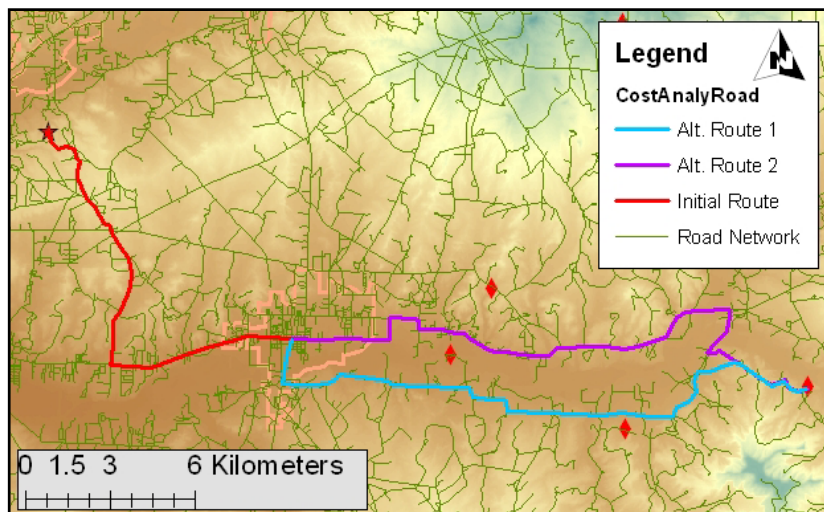 Legend
N
CostAnalyRoad
Alt. Route 1
Alt. Route 2
Initial Route
Road Network
0 1.5 3 6 Kilometers